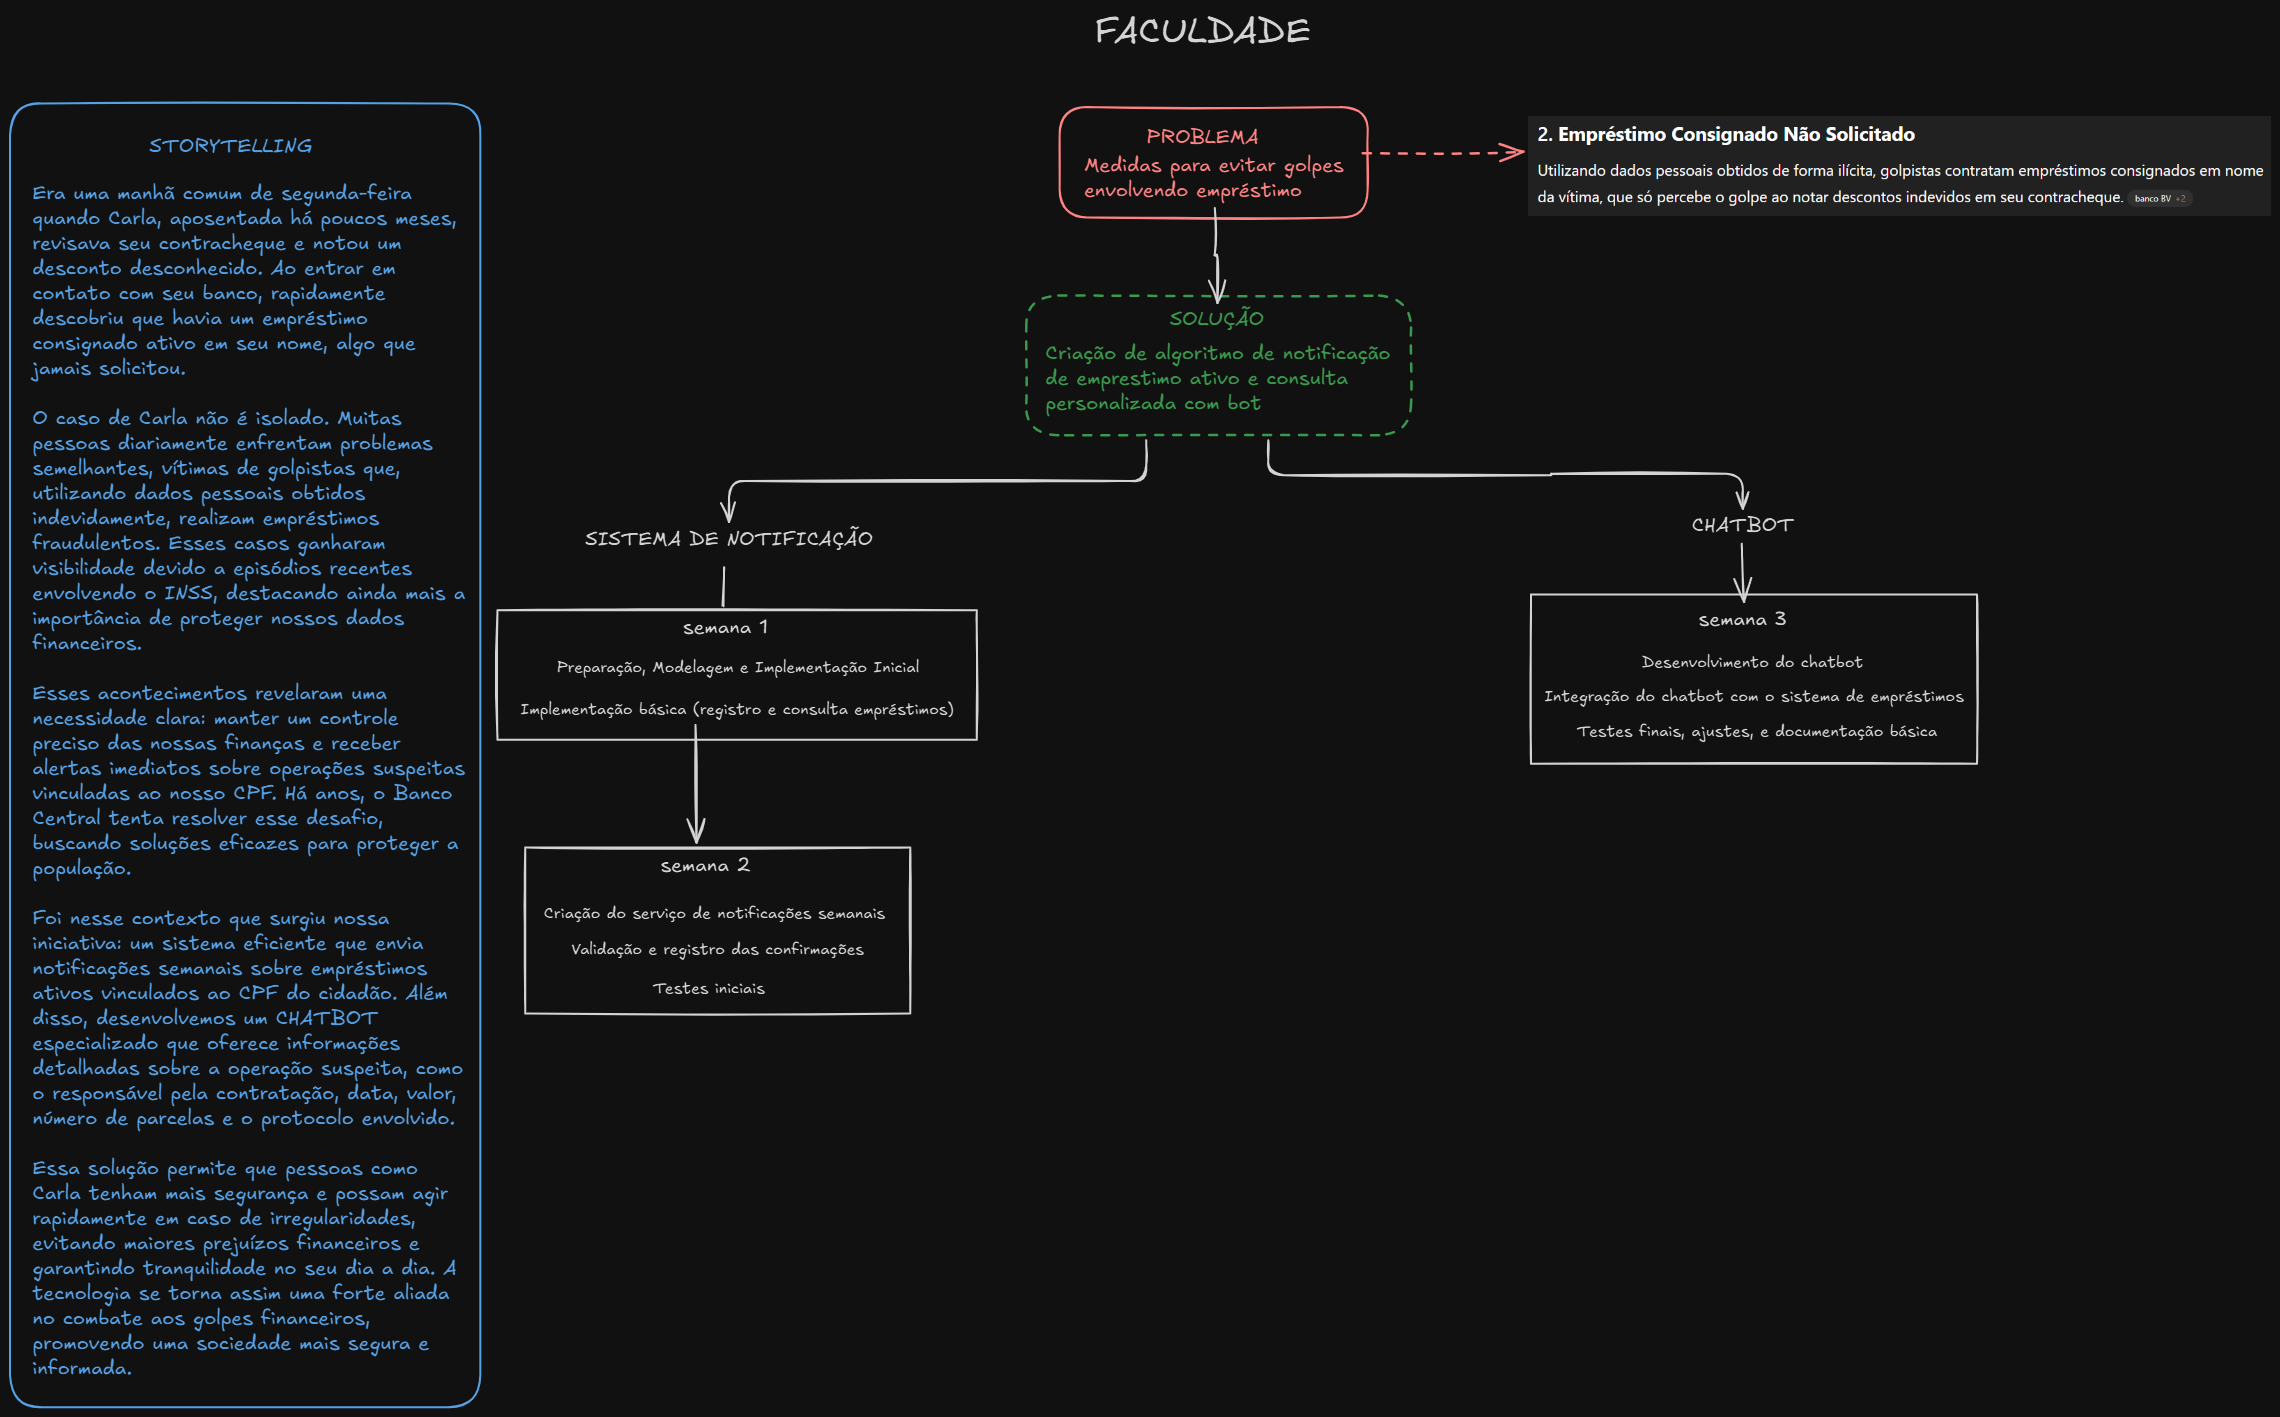 FACULDADE
STORYTELLING
Era uma manhã comum de segunda-feira
quando Carla, aposentada há poucos meses,
revisava seu contracheque e notou um
desconto desconhecido. Ao entrar em
contato com seu banco, rapidamente
descobriu que havia um empréstimo
consignado ativo em seu nome, algo que
jamais solicitou.
O caso de Carla não é isolado. Muitas
pessoas diariamente enfrentam problemas
semelhantes, vítimas de golpistas que,
utilizando dados pessoais obtidos
indevidamente, realizam empréstimos
fraudulentos. Esses casos ganharam
visibilidade devido a episódios recentes
envolvendo o INSS, destacando ainda mais a
importância de proteger nossos dados
financeiros.
Esses acontecimentos revelaram uma
necessidade clara: manter um controle
preciso das nossas finanças e receber
alertas imediatos sobre operações suspeitas
vinculadas ao nosso CPF. Há anos, o Banco
Central tenta resolver esse desafio,
buscando soluções eficazes para proteger a
população.
Foi nesse contexto que surgiu nossa
iniciativa: um sistema eficiente que envia
notificações semanais sobre empréstimos
ativos vinculados ao CPF do cidadão. Além
disso, desenvolvemos um CHATBOT
especializado que oferece informações
detalhadas sobre a operação suspeita, como
o responsável pela contratação, data, valor,
número de parcelas e o protocolo envolvido.
Essa solução permite que pessoas como
Carla tenham mais segurança e possam agir
rapidamente em caso de irregularidades,
evitando maiores prejuízos financeiros e
garantindo tranquilidade no seu dia a dia. A
tecnologia se torna assim uma forte aliada
no combate aos golpes financeiros,
promovendo uma sociedade mais segura e
informada.
PROBLEMA
Medidas para evitar golpes
envolvendo empréstimo
2. Empréstimo Consignado Não Solicitado
Utilizando dados pessoais obtidos de forma ilícita, golpistas contratam empréstimos consignados em nome
da vítima, que só percebe o golpe ao notar descontos indevidos em seu contracheque. banco BV +2
SOLUÇÃO
Criação de algoritmo de notificação
de emprestimo ativo e consulta
personalizada com bot
SISTEMA DE NOTIFICAÇÃO
semana 1
Preparação, Modelagem e Implementação Inicial
Implementação básica (registro e consulta empréstimos)
semana 2
Criação do serviço de notificações semanais
Validação e registro das confirmações
Testes iniciais
CHATBOT
semana 3
Desenvolvimento do chatbot
Integração do chatbot com o sistema de empréstimos
Testes finais, ajustes, e documentação básica